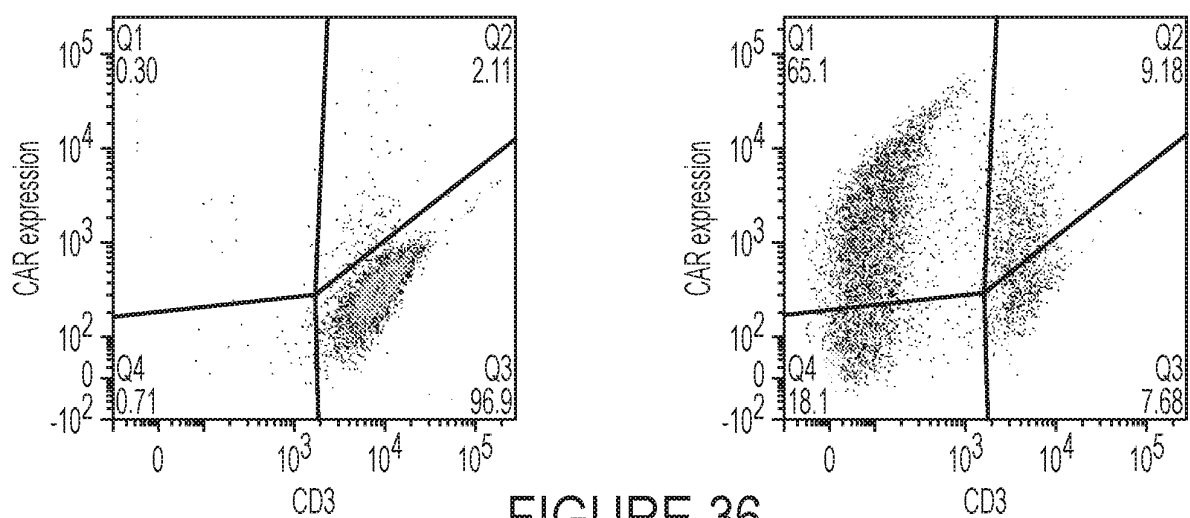 Q1
0.30
Q2
2.11
Q4
0.71
Q3
96.9
10^5
10^4
10^3
10^2
0
-10^2
CAR expression
0
10^3
10^4
10^5
CD3
Q1
65.1
Q2
9.18
Q4
18.1
Q3
7.68
10^5
10^4
10^3
10^2
0
-10^2
CAR expression
0
10^3
10^4
10^5
CD3
FIGURE 36